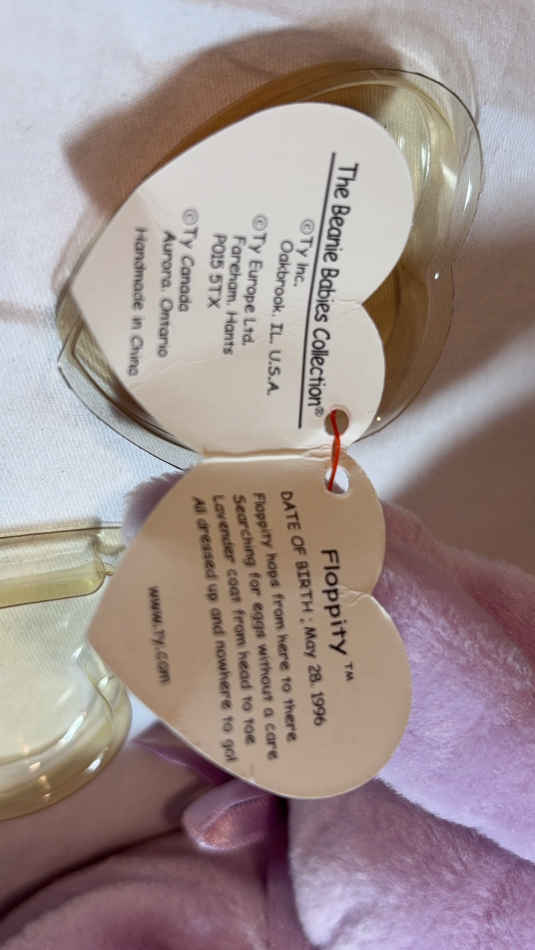 The Beanie Babies Collection®
©Ty Inc.
Oakbrook, IL, U.S.A.
©Ty Europe Ltd.
Fareham, Hants
PO15 5TX
©Ty Canada
Aurora, Ontario
Handmade in China
Floppity ™
DATE OF BIRTH : May 28, 1996
Floppity hops from here to there
Searching for eggs without a care
Lavender coat from head to toe
All dressed up and nowhere to go!
www.ty.com